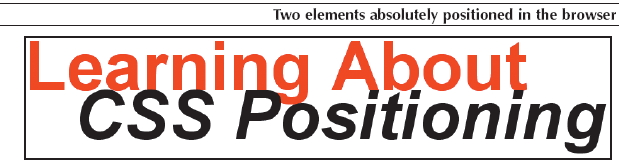 Two elements absolutely positioned in the browser
Learning About
CSS Positioning